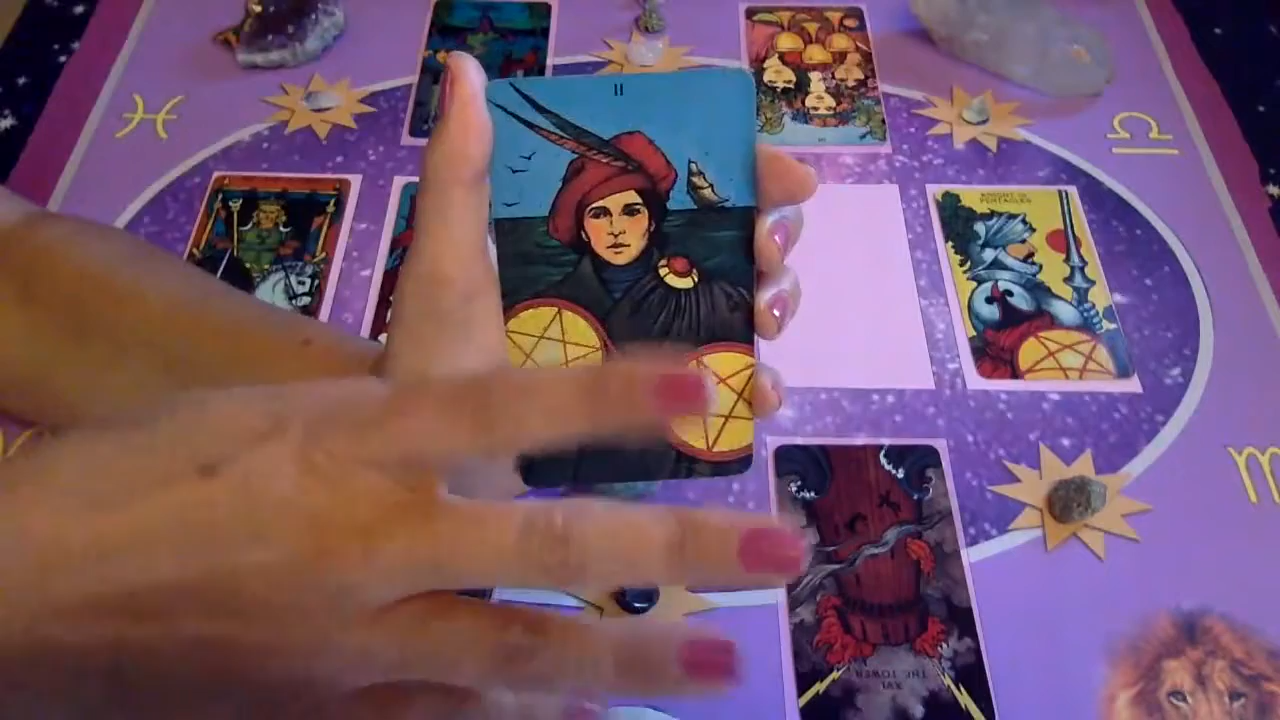 II
KNIGHT OF
PENTACLES
XVI
THE TOWER